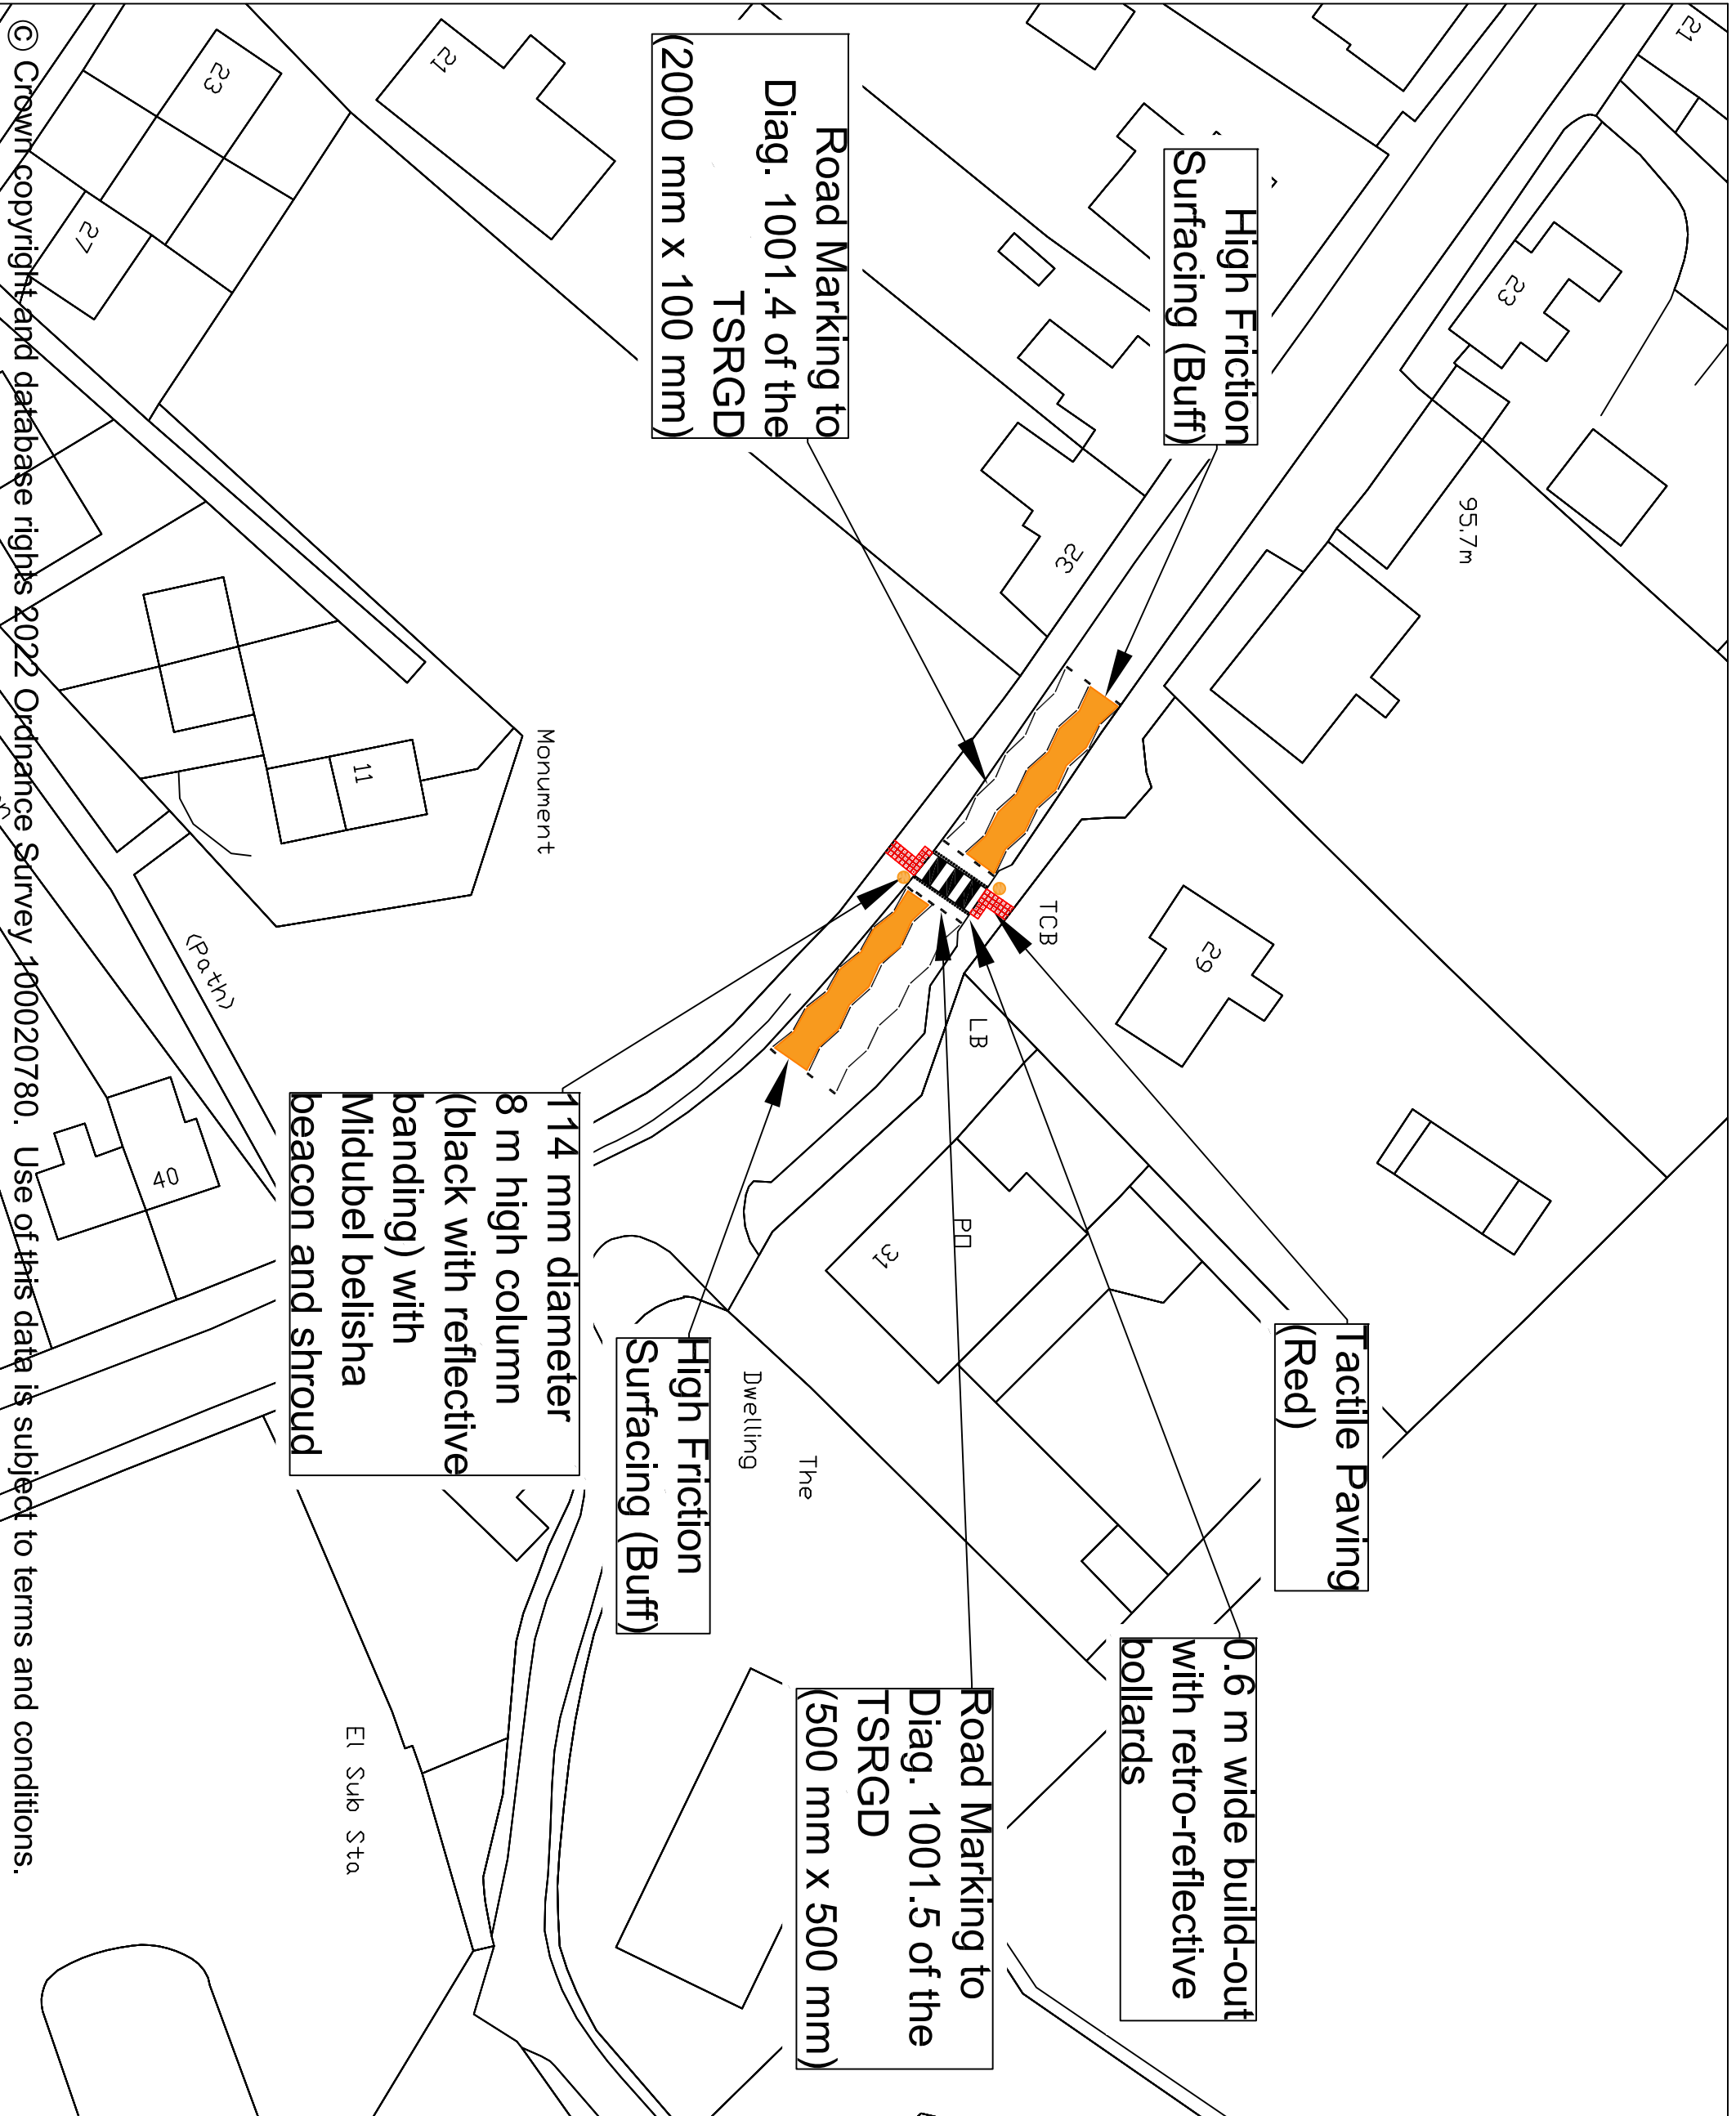 High Friction
Surfacing (Buff)
Road Marking to
Diag. 1001.4 of the
TSRGD
(2000 mm x 100 mm)
Tactile Paving
(Red)
0.6 m wide build-out
with retro-reflective
bollards
Road Marking to
Diag. 1001.5 of the
TSRGD
(500 mm x 500 mm)
High Friction
Surfacing (Buff)
114 mm diameter
8 m high column
(black with reflective
banding) with
Midubel belisha
beacon and shroud
21
23
95.7m
32
29
TCB
LB
PO
31
The
Dwelling
Monument
11
21
23
27
(Path)
40
El Sub Sta
© Crown copyright and database rights 2022 Ordnance Survey 100020780. Use of this data is subject to terms and conditions.